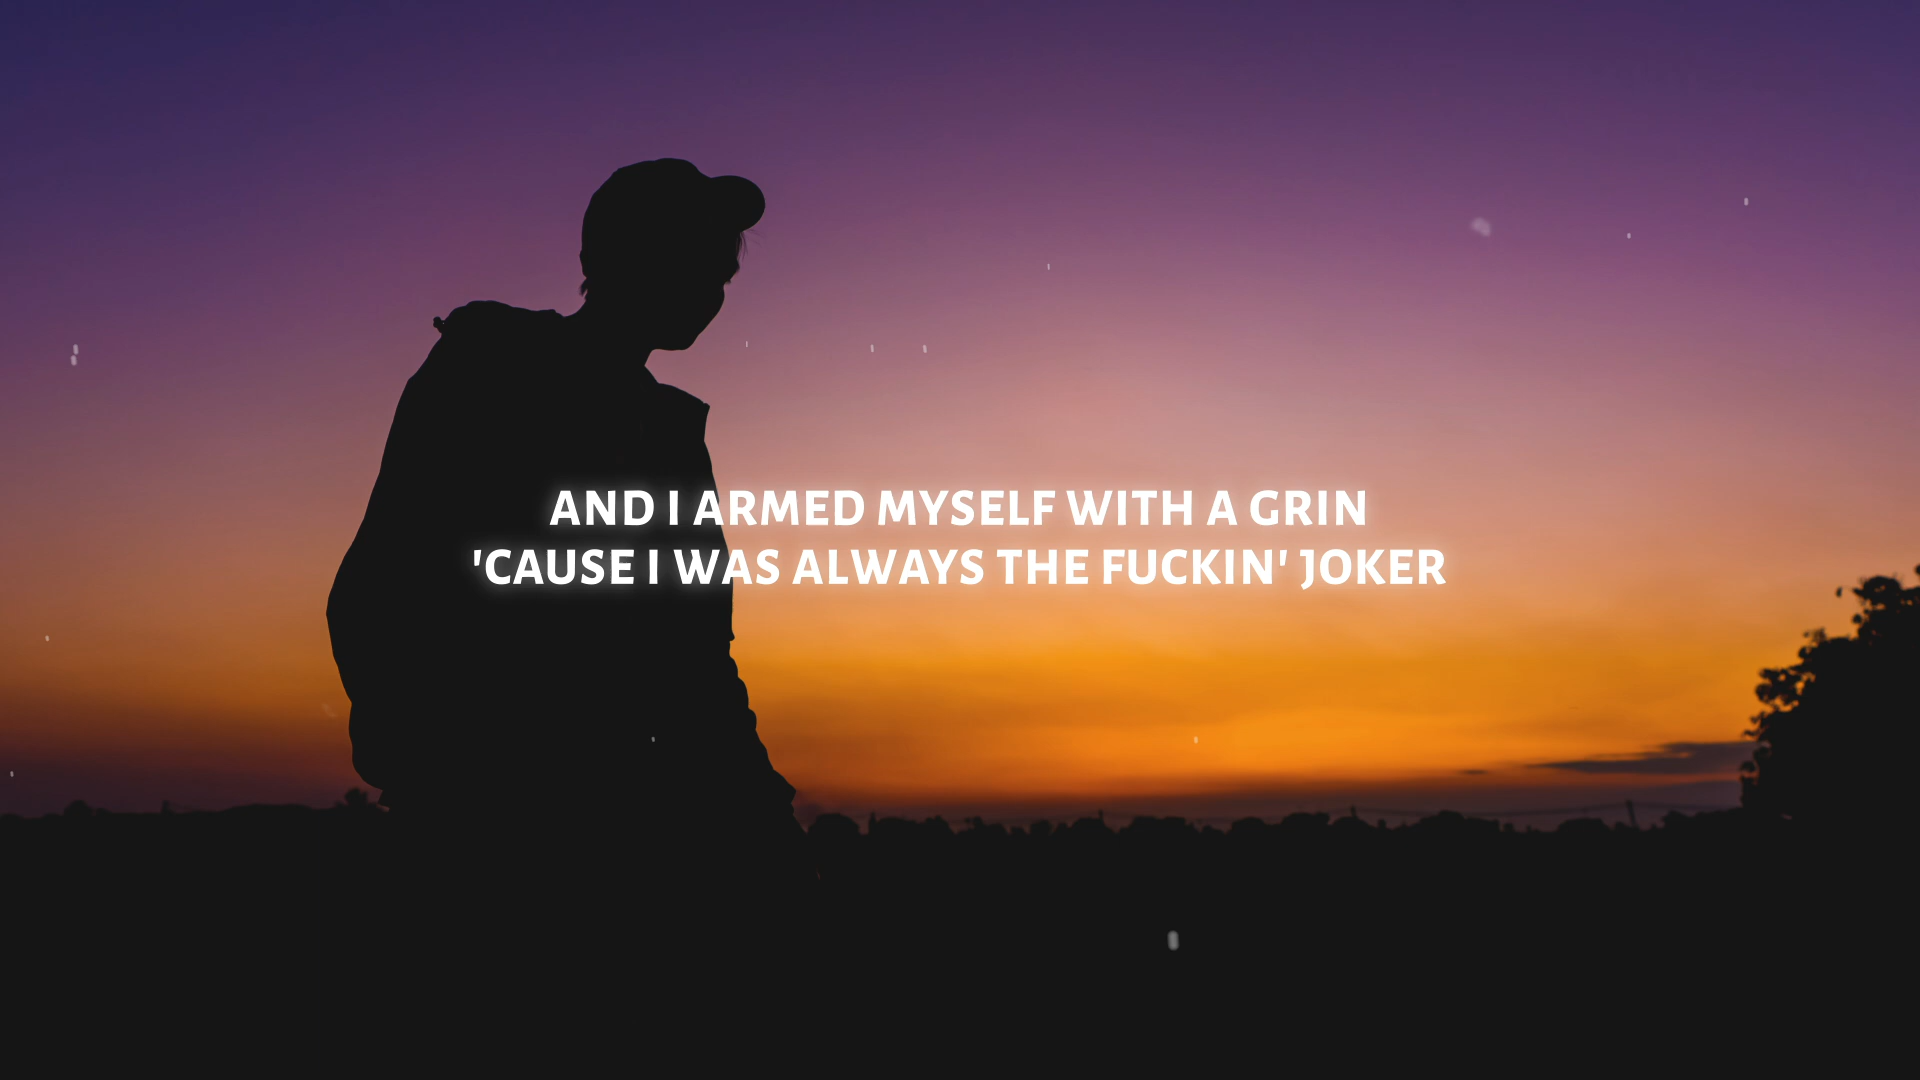 AND I ARMED MYSELF WITH A GRIN
'CAUSE I WAS ALWAYS THE FUCKIN' JOKER